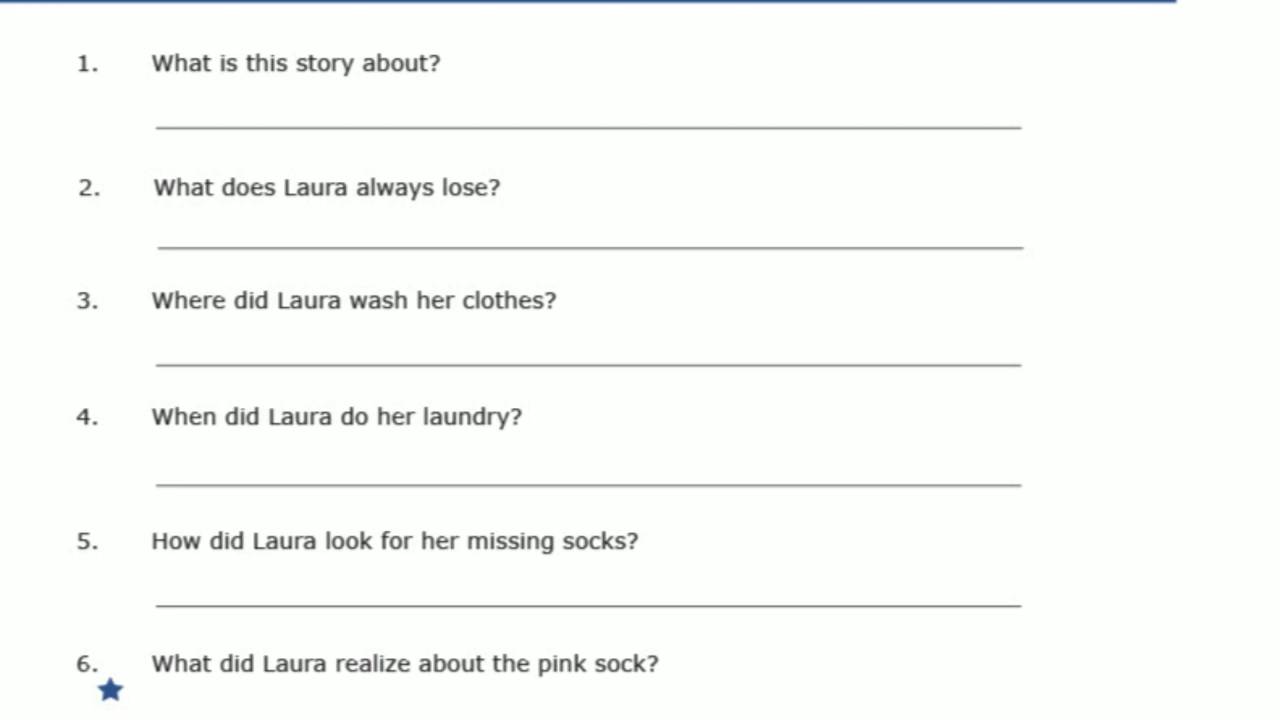 1. What is this story about?
2. What does Laura always lose?
3. Where did Laura wash her clothes?
4. When did Laura do her laundry?
5. How did Laura look for her missing socks?
6. What did Laura realize about the pink sock?